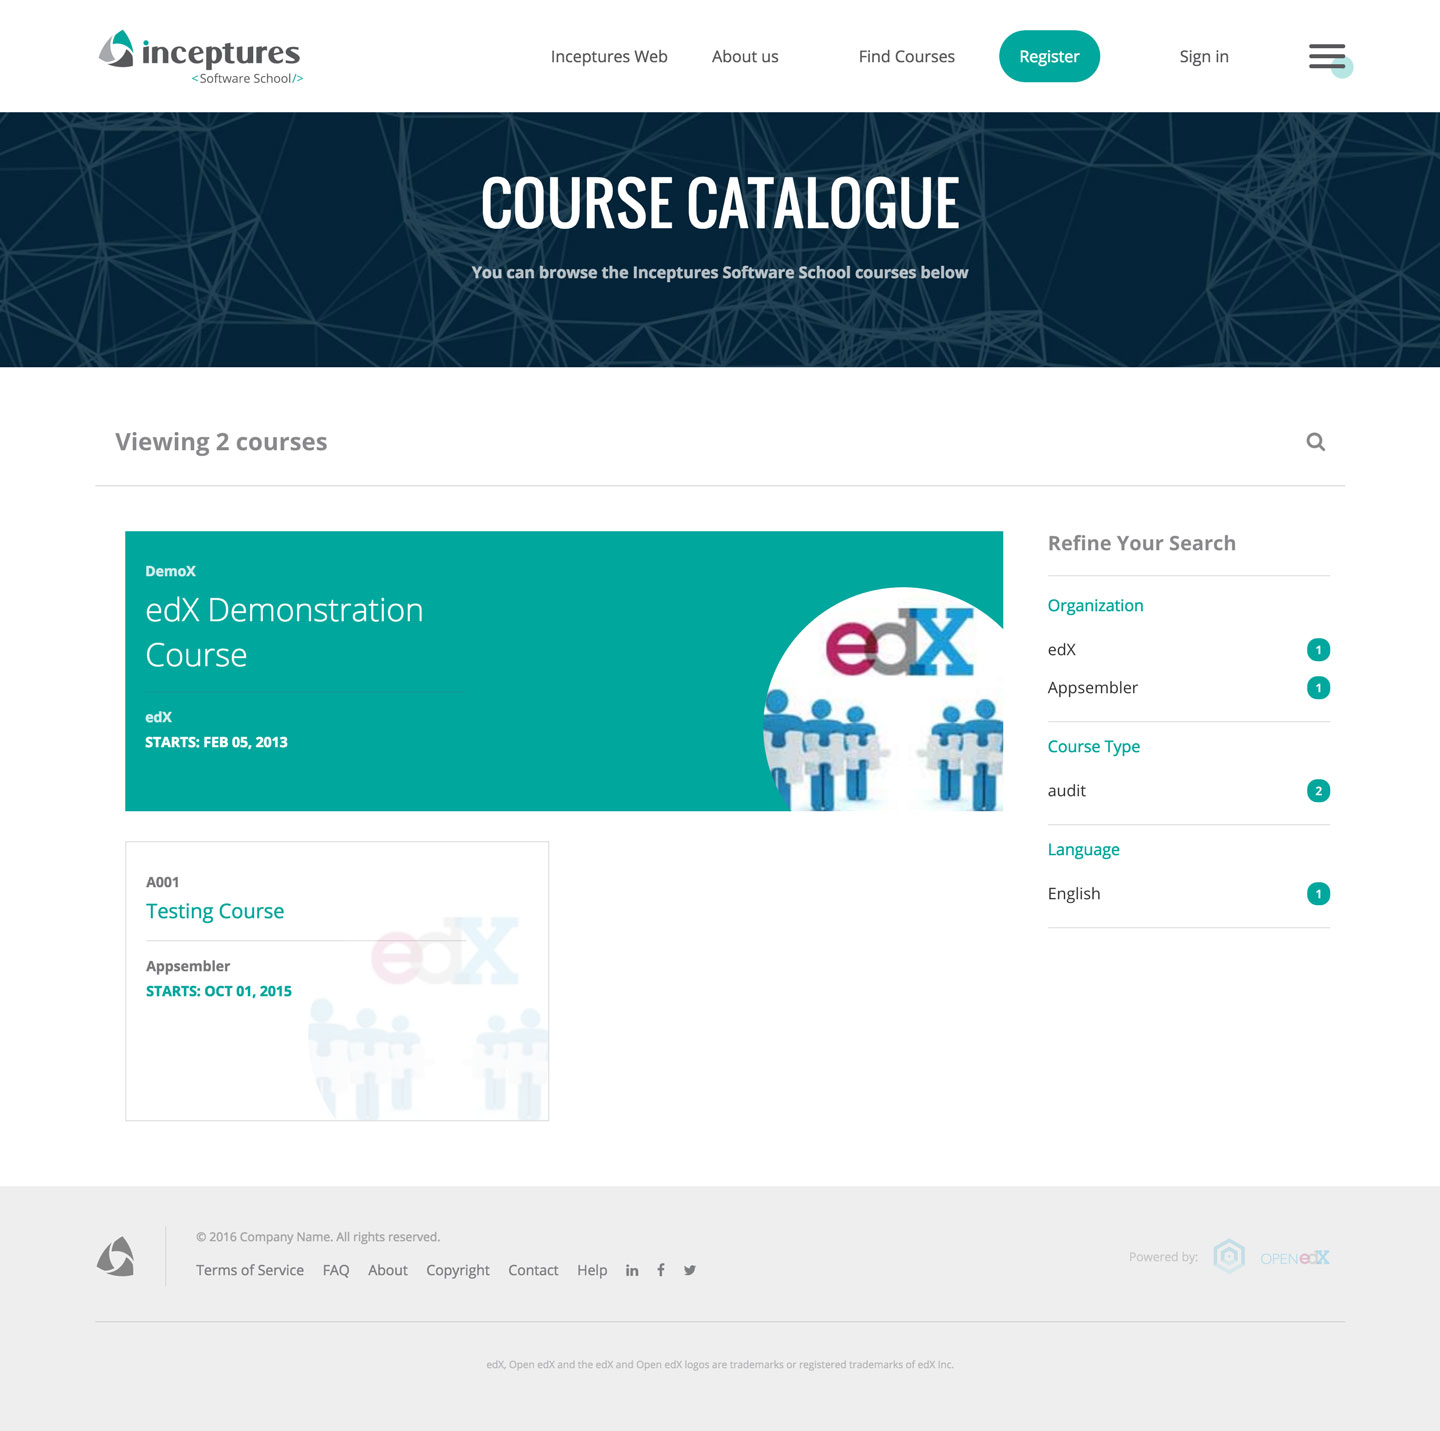 inceptures
<Software School/>
Inceptures Web
About us
Find Courses
Register
Sign in
COURSE CATALOGUE
You can browse the Inceptures Software School courses below
Viewing 2 courses
DemoX
edX Demonstration
Course
edX
STARTS: FEB 05, 2013
edX
A001
Testing Course
Appsembler
STARTS: OCT 01, 2015
edX
Refine Your Search
Organization
edX 1
Appsembler 1
Course Type
audit 2
Language
English 1
© 2016 Company Name. All rights reserved.
Terms of Service FAQ About Copyright Contact Help in f
Powered by: OPEN edX
edX, Open edX and the edX and Open edX logos are trademarks or registered trademarks of edX Inc.